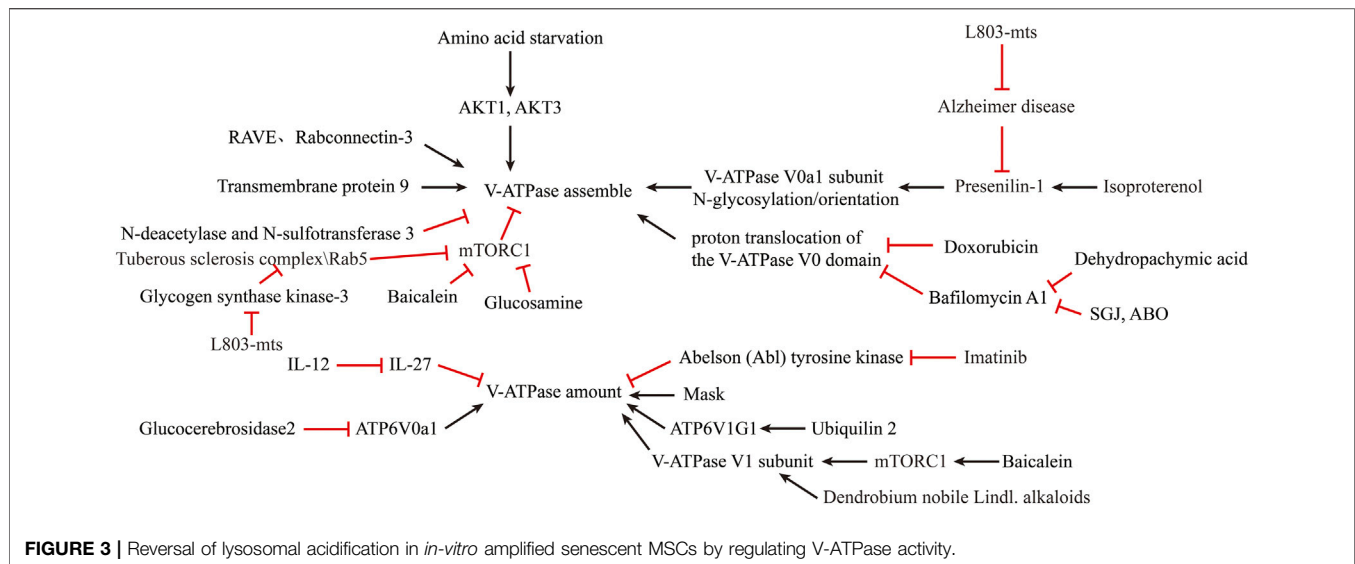 Amino acid starvation
L803-mts
AKT1, AKT3
Alzheimer disease
RAVE、Rabconnectin-3
Transmembrane protein 9
V-ATPase assemble
V-ATPase V0a1 subunit
N-glycosylation/orientation
Presenilin-1
Isoproterenol
N-deacetylase and N-sulfotransferase 3
Tuberous sclerosis complex\Rab5
mTORC1
proton translocation of
the V-ATPase V0 domain
Doxorubicin
Dehydropachymic acid
Glycogen synthase kinase-3
Baicalein
Glucosamine
Bafilomycin A1
SGJ, ABO
L803-mts
IL-12
IL-27
Abelson (Abl) tyrosine kinase
Imatinib
V-ATPase amount
Mask
Glucocerebrosidase2
ATP6V0a1
ATP6V1G1
Ubiquilin 2
V-ATPase V1 subunit
mTORC1
Baicalein
Dendrobium nobile Lindl. alkaloids
FIGURE 3 | Reversal of lysosomal acidification in in-vitro amplified senescent MSCs by regulating V-ATPase activity.